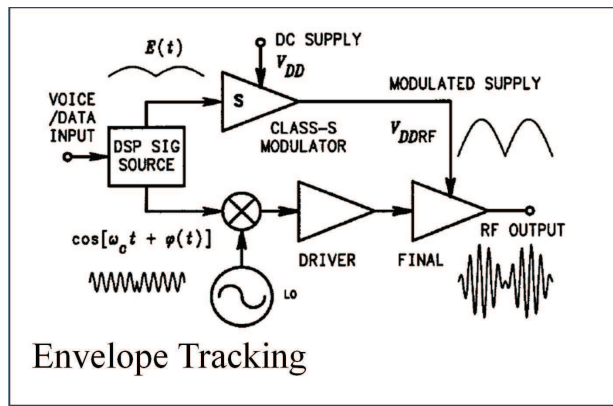 E(t)
DC SUPPLY
V_DD
VOICE
/DATA
INPUT
DSP SIG
SOURCE
S
CLASS-S
MODULATOR
MODULATED SUPPLY
V_DDRF
cos[ω_c t + φ(t)]
LO
DRIVER
FINAL
RF OUTPUT
Envelope Tracking